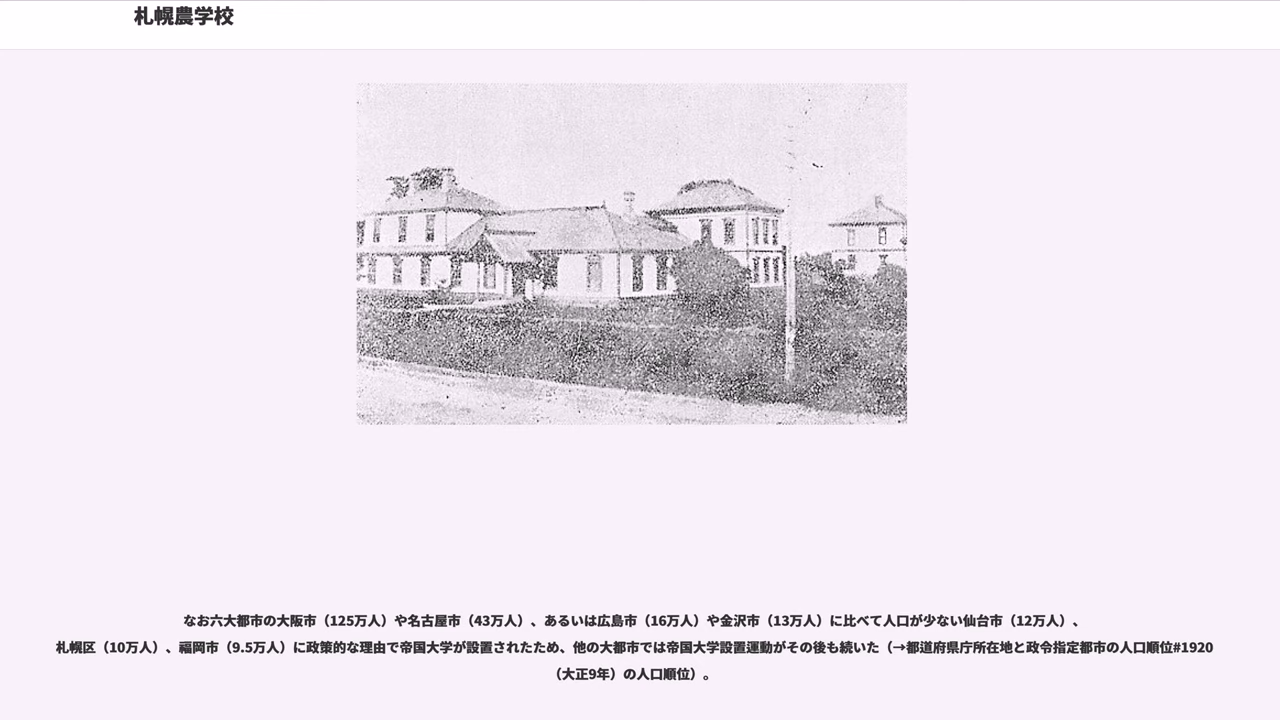 札幌農学校
なお六大都市の大阪市（125万人）や名古屋市（43万人）、あるいは広島市（16万人）や金沢市（13万人）に比べて人口が少ない仙台市（12万人）、
札幌区（10万人）、福岡市（9.5万人）に政策的な理由で帝国大学が設置されたため、他の大都市では帝国大学設置運動がその後も続いた（→都道府県庁所在地と政令指定都市の人口順位#1920
（大正9年）の人口順位）。